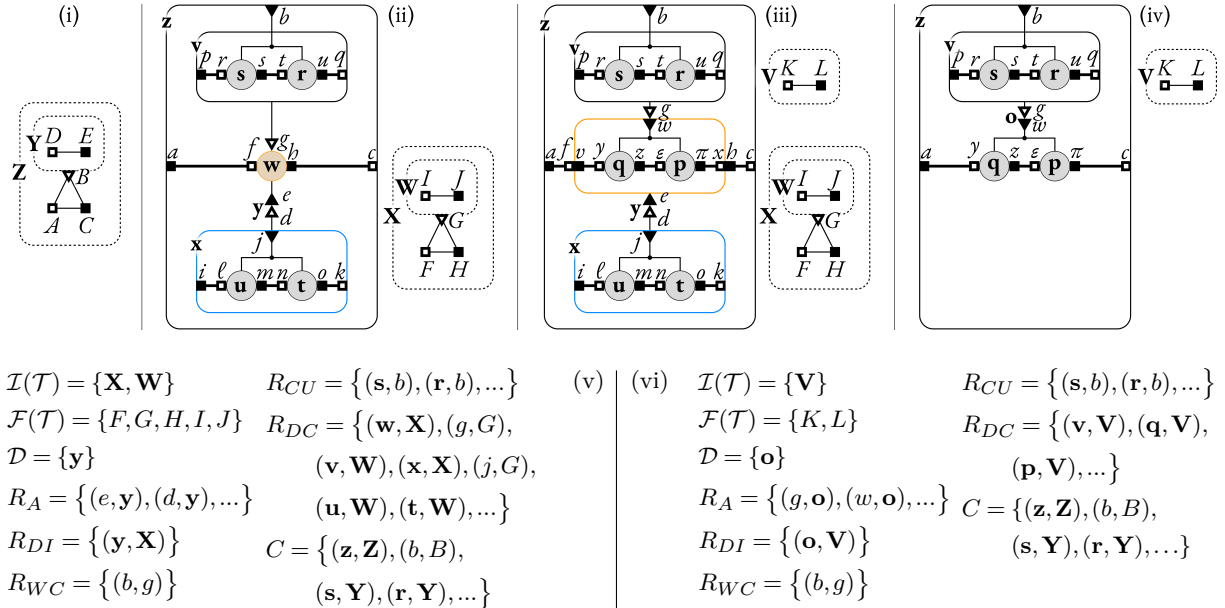 (i)
D E
Y
Z
B
A C
(ii)
z
b
v
p r s t u q
s r
g
f w h
a c
e
y
d
x
j
i ℓ m n o k
u t
I J
W
X
G
F H
(iii)
z
b
v
p r s t u q
s r
g
w
a f v y z ε π x h c
q p
e
y
d
x
j
i ℓ m n o k
u t
K L
V
I J
W
X
G
F H
(iv)
z
b
v
p r s t u q
s r
g
o
w
a y z ε π c
q p
K L
V
(v)
𝓘(𝓣) = {X, W}
𝓕(𝓣) = {F, G, H, I, J}
𝓓 = {y}
R_A = {(e, y), (d, y), ...}
R_DI = {(y, X)}
R_WC = {(b, g)}
R_CU = {(s, b), (r, b), ...}
R_DC = {(w, X), (g, G),
(v, W), (x, X), (j, G),
(u, W), (t, W), ...}
C = {(z, Z), (b, B),
(s, Y), (r, Y), ...}
(vi)
𝓘(𝓣) = {V}
𝓕(𝓣) = {K, L}
𝓓 = {o}
R_A = {(g, o), (w, o), ...}
R_DI = {(o, V)}
R_WC = {(b, g)}
R_CU = {(s, b), (r, b), ...}
R_DC = {(v, V), (q, V),
(p, V), ...}
C = {(z, Z), (b, B),
(s, Y), (r, Y), ...}